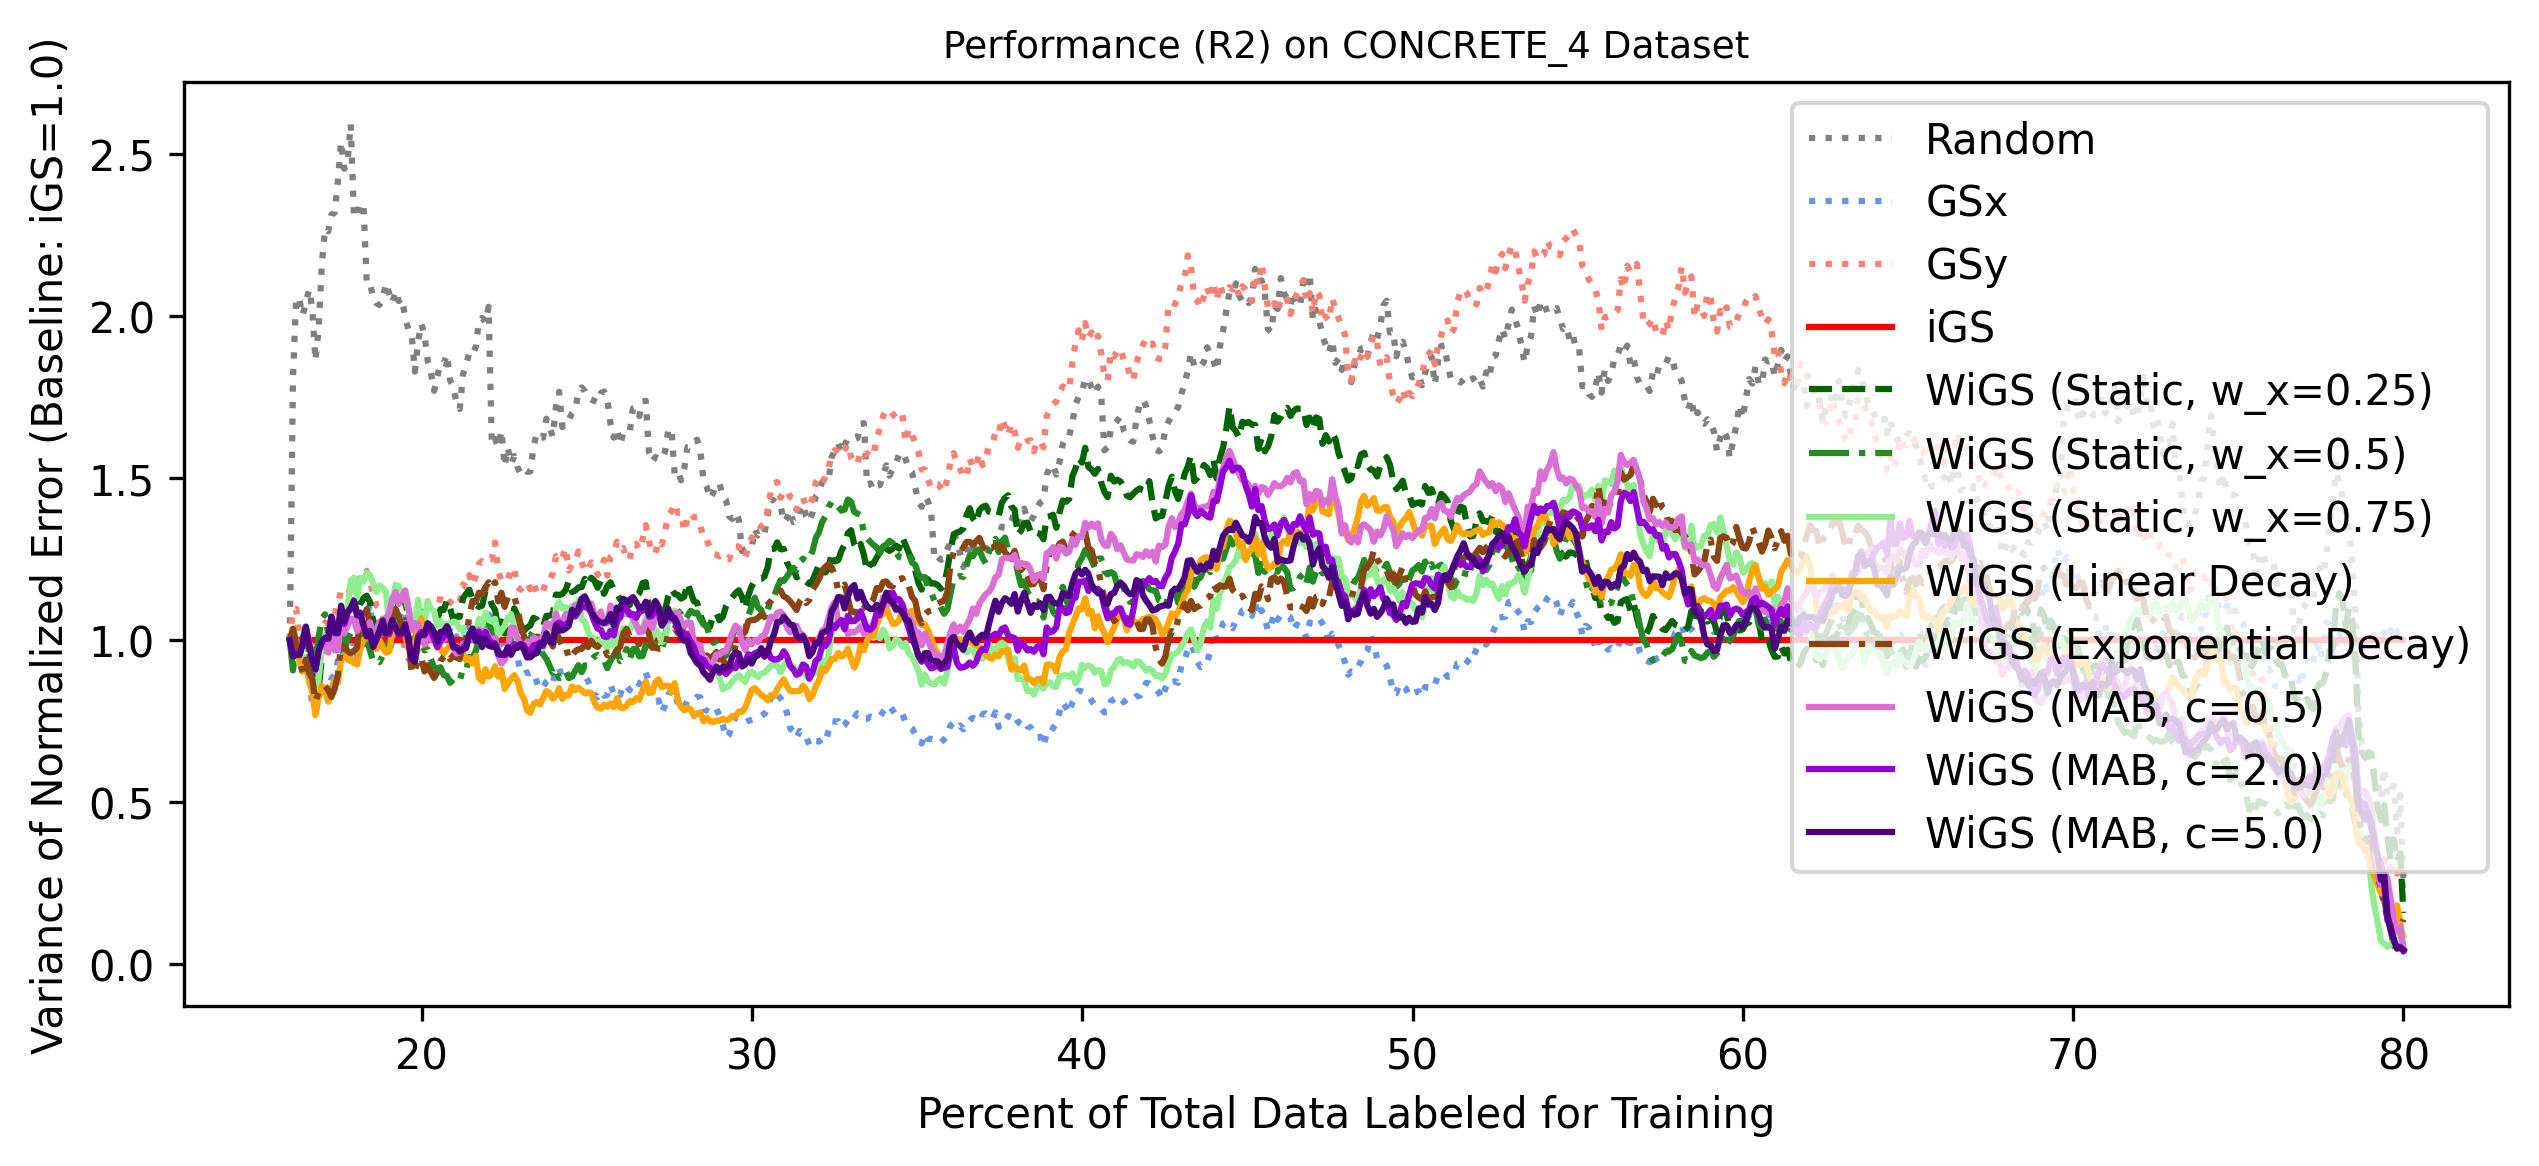 Performance (R2) on CONCRETE_4 Dataset
Variance of Normalized Error (Baseline: iGS=1.0)
2.5
2.0
1.5
1.0
0.5
0.0
Random
GSx
GSy
iGS
WiGS (Static, w_x=0.25)
WiGS (Static, w_x=0.5)
WiGS (Static, w_x=0.75)
WiGS (Linear Decay)
WiGS (Exponential Decay)
WiGS (MAB, c=0.5)
WiGS (MAB, c=2.0)
WiGS (MAB, c=5.0)
20 30 40 50 60 70 80
Percent of Total Data Labeled for Training